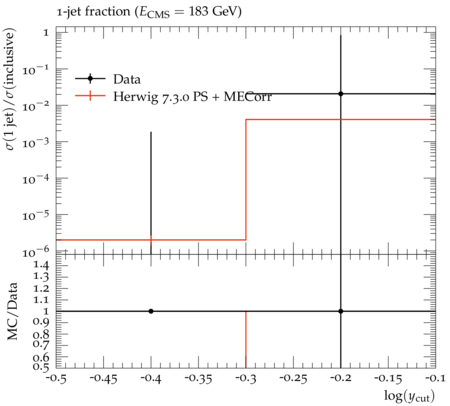 1-jet fraction (E_CMS = 183 GeV)
σ(1 jet)/σ(inclusive)
1
10⁻¹
10⁻²
10⁻³
10⁻⁴
10⁻⁵
10⁻⁶
Data
Herwig 7.3.0 PS + MECorr
MC/Data
1.4
1.3
1.2
1.1
1
0.9
0.8
0.7
0.6
0.5
-0.5 -0.45 -0.4 -0.35 -0.3 -0.25 -0.2 -0.15 -0.1
log(y_cut)